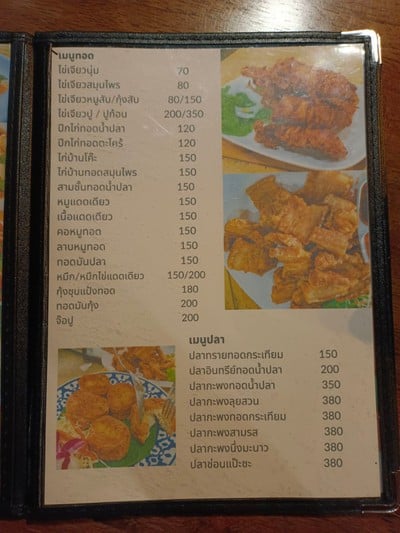 เมนูทอด
ไข่เจียวนุ่ม 70
ไข่เจียวสมุนไพร 80
ไข่เจียวหมูสับ/กุ้งสับ 80/150
ไข่เจียวปู / ปูก้อน 200/350
ปีกไก่ทอดน้ำปลา 120
ปีกไก่ทอดตะไคร้ 120
ไก่บ้านโค๊ะ 150
ไก่บ้านทอดสมุนไพร 150
สามชั้นทอดน้ำปลา 150
หมูแดดเดียว 150
เนื้อแดดเดียว 150
คอหมูทอด 150
ลาบหมูทอด 150
ทอดมันปลา 150
หมึก/หมึกไข่แดดเดียว 150/200
กุ้งชุบแป้งทอด 180
ทอดมันกุ้ง 200
จ๊อปู 200
เมนูปลา
ปลาทรายทอดกระเทียม 150
ปลาอินทรีย์ทอดน้ำปลา 200
ปลากะพงทอดน้ำปลา 350
ปลากะพงลุยสวน 380
ปลากะพงทอดกระเทียม 380
ปลากะพงสามรส 380
ปลากะพงนึ่งมะนาว 380
ปลาช่อนแป๊ะซะ 380